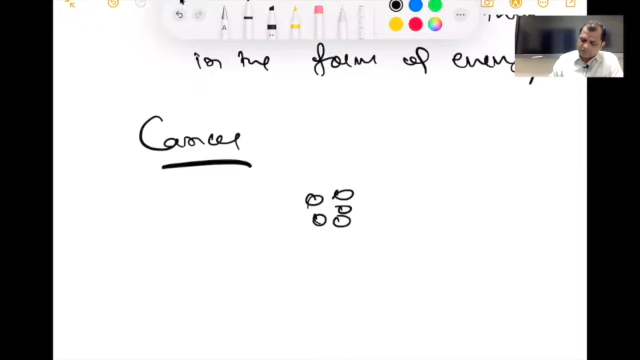 in the form of energy
Cancer